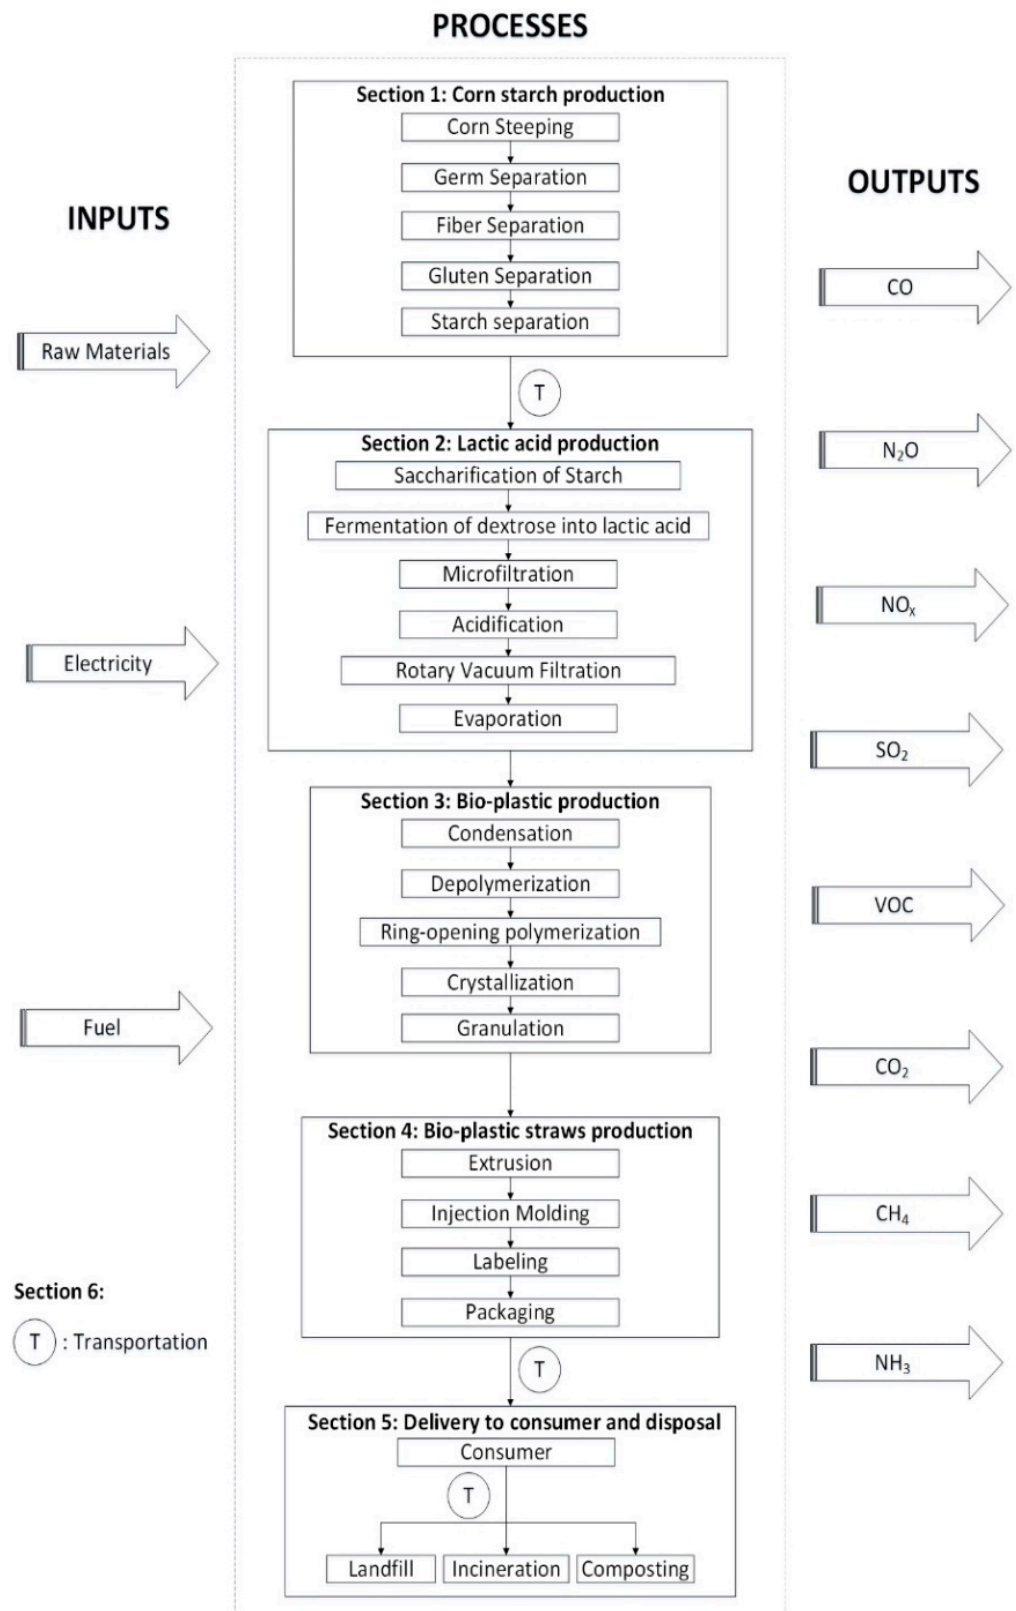 PROCESSES
INPUTS
Raw Materials
Electricity
Fuel
Section 6:
T : Transportation
Section 1: Corn starch production
Corn Steeping
Germ Separation
Fiber Separation
Gluten Separation
Starch separation
T
Section 2: Lactic acid production
Saccharification of Starch
Fermentation of dextrose into lactic acid
Microfiltration
Acidification
Rotary Vacuum Filtration
Evaporation
Section 3: Bio-plastic production
Condensation
Depolymerization
Ring-opening polymerization
Crystallization
Granulation
Section 4: Bio-plastic straws production
Extrusion
Injection Molding
Labeling
Packaging
T
Section 5: Delivery to consumer and disposal
Consumer
T
Landfill Incineration Composting
OUTPUTS
CO
N₂O
NOₓ
SO₂
VOC
CO₂
CH₄
NH₃